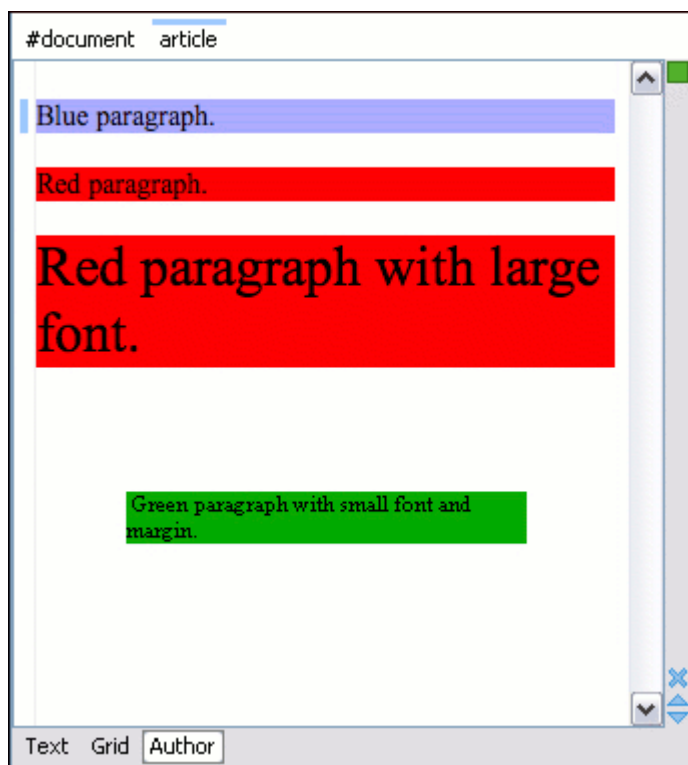 #document article
Blue paragraph.
Red paragraph.
Red paragraph with large
font.
Green paragraph with small font and
margin.
Text Grid Author